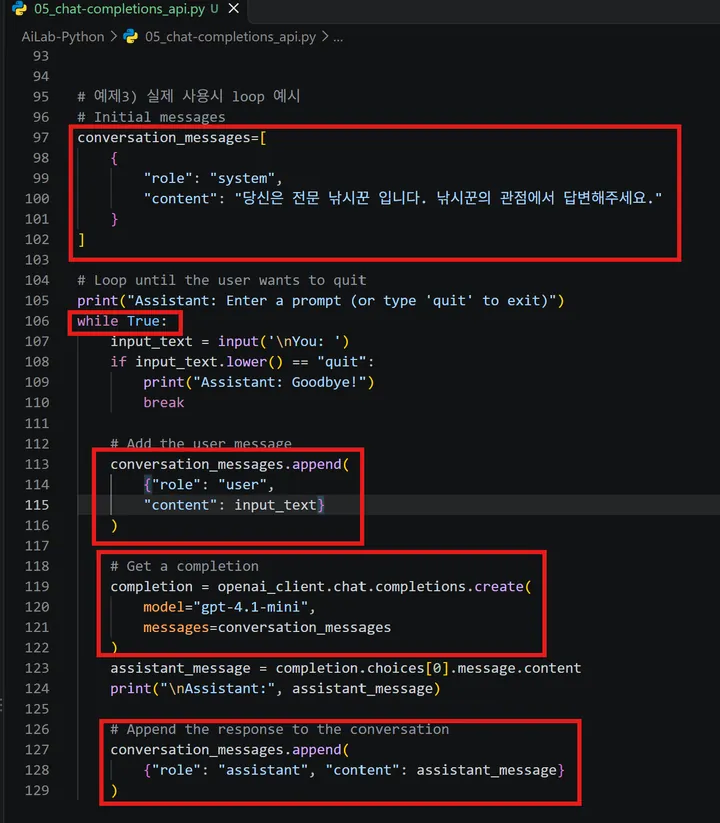 05_chat-completions_api.py U ×
AiLab-Python > 05_chat-completions_api.py > ...
93
94
95 # 예제3) 실제 사용시 loop 예시
96 # Initial messages
97 conversation_messages=[
98 {
99 "role": "system",
100 "content": "당신은 전문 낚시꾼 입니다. 낚시꾼의 관점에서 답변해주세요."
101 }
102 ]
103
104 # Loop until the user wants to quit
105 print("Assistant: Enter a prompt (or type 'quit' to exit)")
106 while True:
107 input_text = input('\nYou: ')
108 if input_text.lower() == "quit":
109 print("Assistant: Goodbye!")
110 break
111
112 # Add the user message
113 conversation_messages.append(
114 {"role": "user",
115 "content": input_text}
116 )
117
118 # Get a completion
119 completion = openai_client.chat.completions.create(
120 model="gpt-4.1-mini",
121 messages=conversation_messages
122 )
123 assistant_message = completion.choices[0].message.content
124 print("\nAssistant:", assistant_message)
125
126 # Append the response to the conversation
127 conversation_messages.append(
128 {"role": "assistant", "content": assistant_message}
129 )